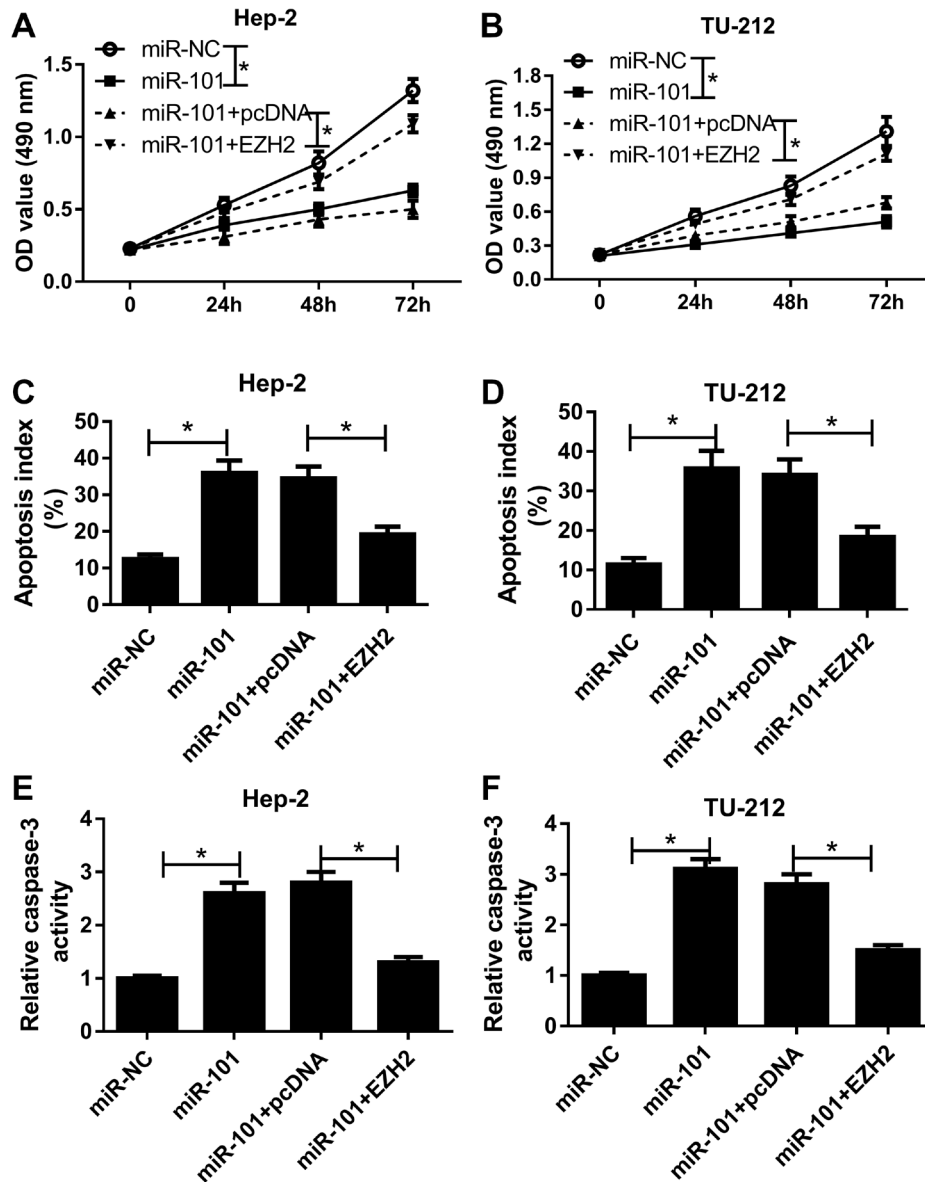 A
Hep-2
miR-NC
miR-101
miR-101+pcDNA
miR-101+EZH2
*
*
OD value (490 nm)
1.5
1.0
0.5
0.0
0
24h
48h
72h
B
TU-212
miR-NC
miR-101
miR-101+pcDNA
miR-101+EZH2
*
*
OD value (490 nm)
1.8
1.5
1.2
0.9
0.6
0.3
0.0
0
24h
48h
72h
C
Hep-2
Apoptosis index
(%)
50
40
30
20
10
0
*
*
miR-NC
miR-101
miR-101+pcDNA
miR-101+EZH2
D
TU-212
Apoptosis index
(%)
50
40
30
20
10
0
*
*
miR-NC
miR-101
miR-101+pcDNA
miR-101+EZH2
E
Hep-2
Relative caspase-3
activity
4
3
2
1
0
*
*
miR-NC
miR-101
miR-101+pcDNA
miR-101+EZH2
F
TU-212
Relative caspase-3
activity
4
3
2
1
0
*
*
miR-NC
miR-101
miR-101+pcDNA
miR-101+EZH2